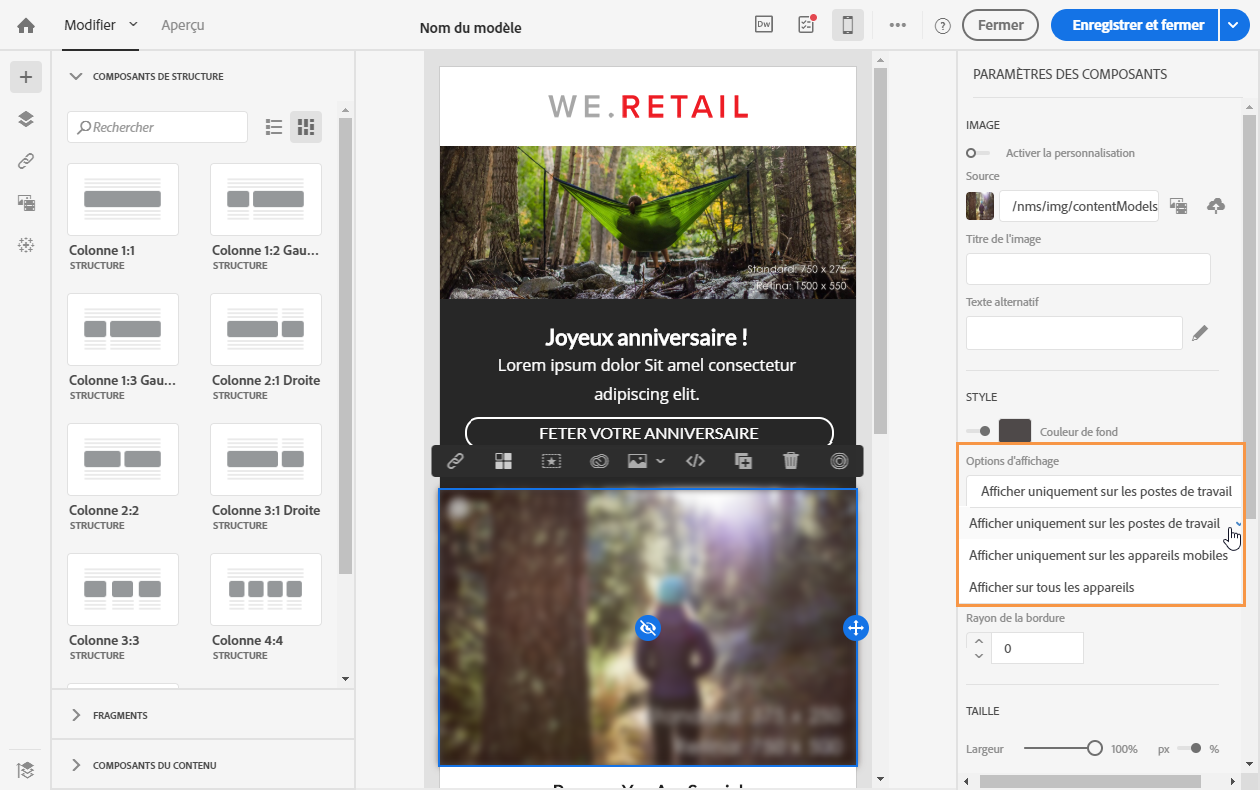 Modifier
Aperçu
Nom du modèle
Dw
Fermer
Enregistrer et fermer
COMPOSANTS DE STRUCTURE
Rechercher
Colonne 1:1
STRUCTURE
Colonne 1:2 Gau...
STRUCTURE
Colonne 1:3 Gau...
STRUCTURE
Colonne 2:1 Droite
STRUCTURE
Colonne 2:2
STRUCTURE
Colonne 3:1 Droite
STRUCTURE
Colonne 3:3
STRUCTURE
Colonne 4:4
STRUCTURE
FRAGMENTS
COMPOSANTS DU CONTENU
WE.RETAIL
Standard: 750 x 275
Retina: 1500 x 550
Joyeux anniversaire !
Lorem ipsum dolor Sit amel consectetur
adipiscing elit.
FETER VOTRE ANNIVERSAIRE
PARAMÈTRES DES COMPOSANTS
IMAGE
Activer la personnalisation
Source
/nms/img/contentModels
Titre de l'image
Texte alternatif
STYLE
Couleur de fond
Options d'affichage
Afficher uniquement sur les postes de travail
Afficher uniquement sur les postes de travail
Afficher uniquement sur les appareils mobiles
Afficher sur tous les appareils
Rayon de la bordure
0
TAILLE
Largeur
100%
px
%